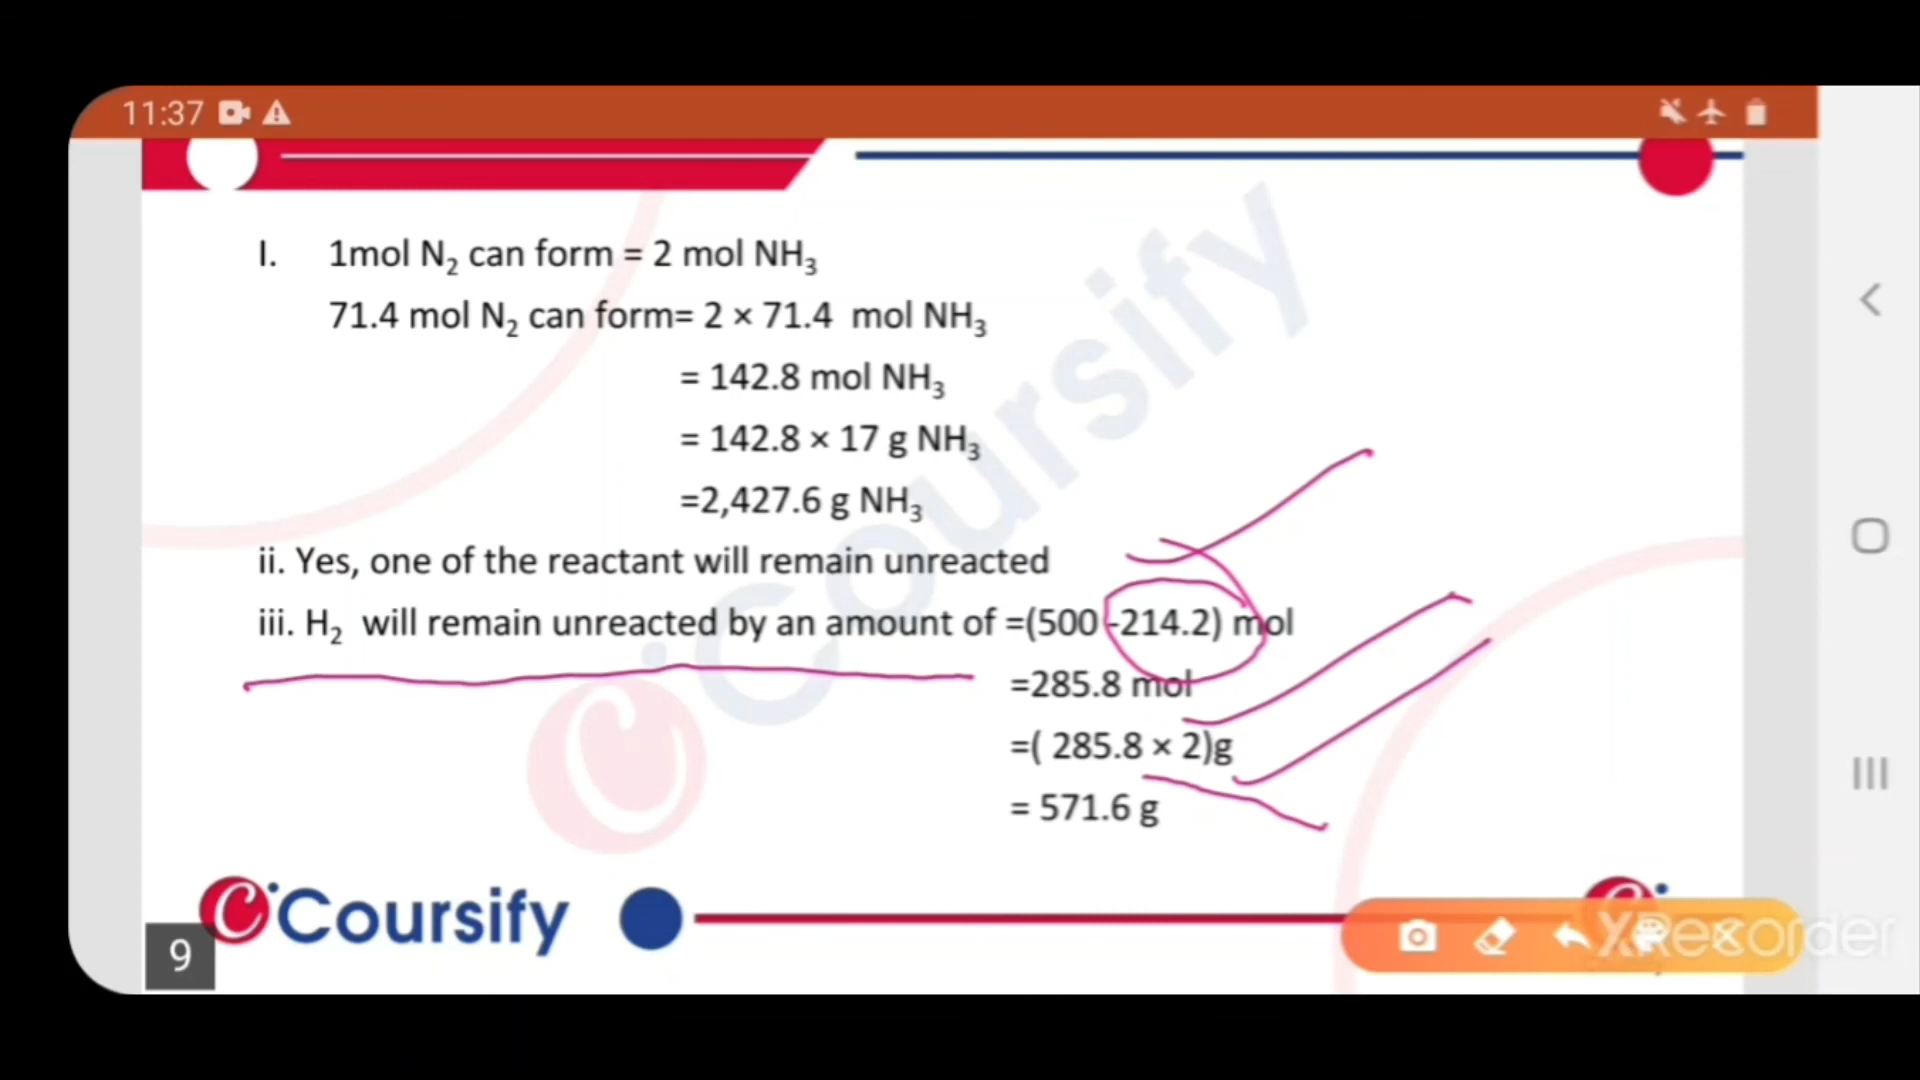 11:37
I. 1mol N₂ can form = 2 mol NH₃
71.4 mol N₂ can form= 2 × 71.4 mol NH₃
= 142.8 mol NH₃
= 142.8 × 17 g NH₃
=2,427.6 g NH₃
ii. Yes, one of the reactant will remain unreacted
iii. H₂ will remain unreacted by an amount of =(500 -214.2) mol
=285.8 mol
=( 285.8 × 2)g
= 571.6 g
Coursify
Coursify
9
XRecorder